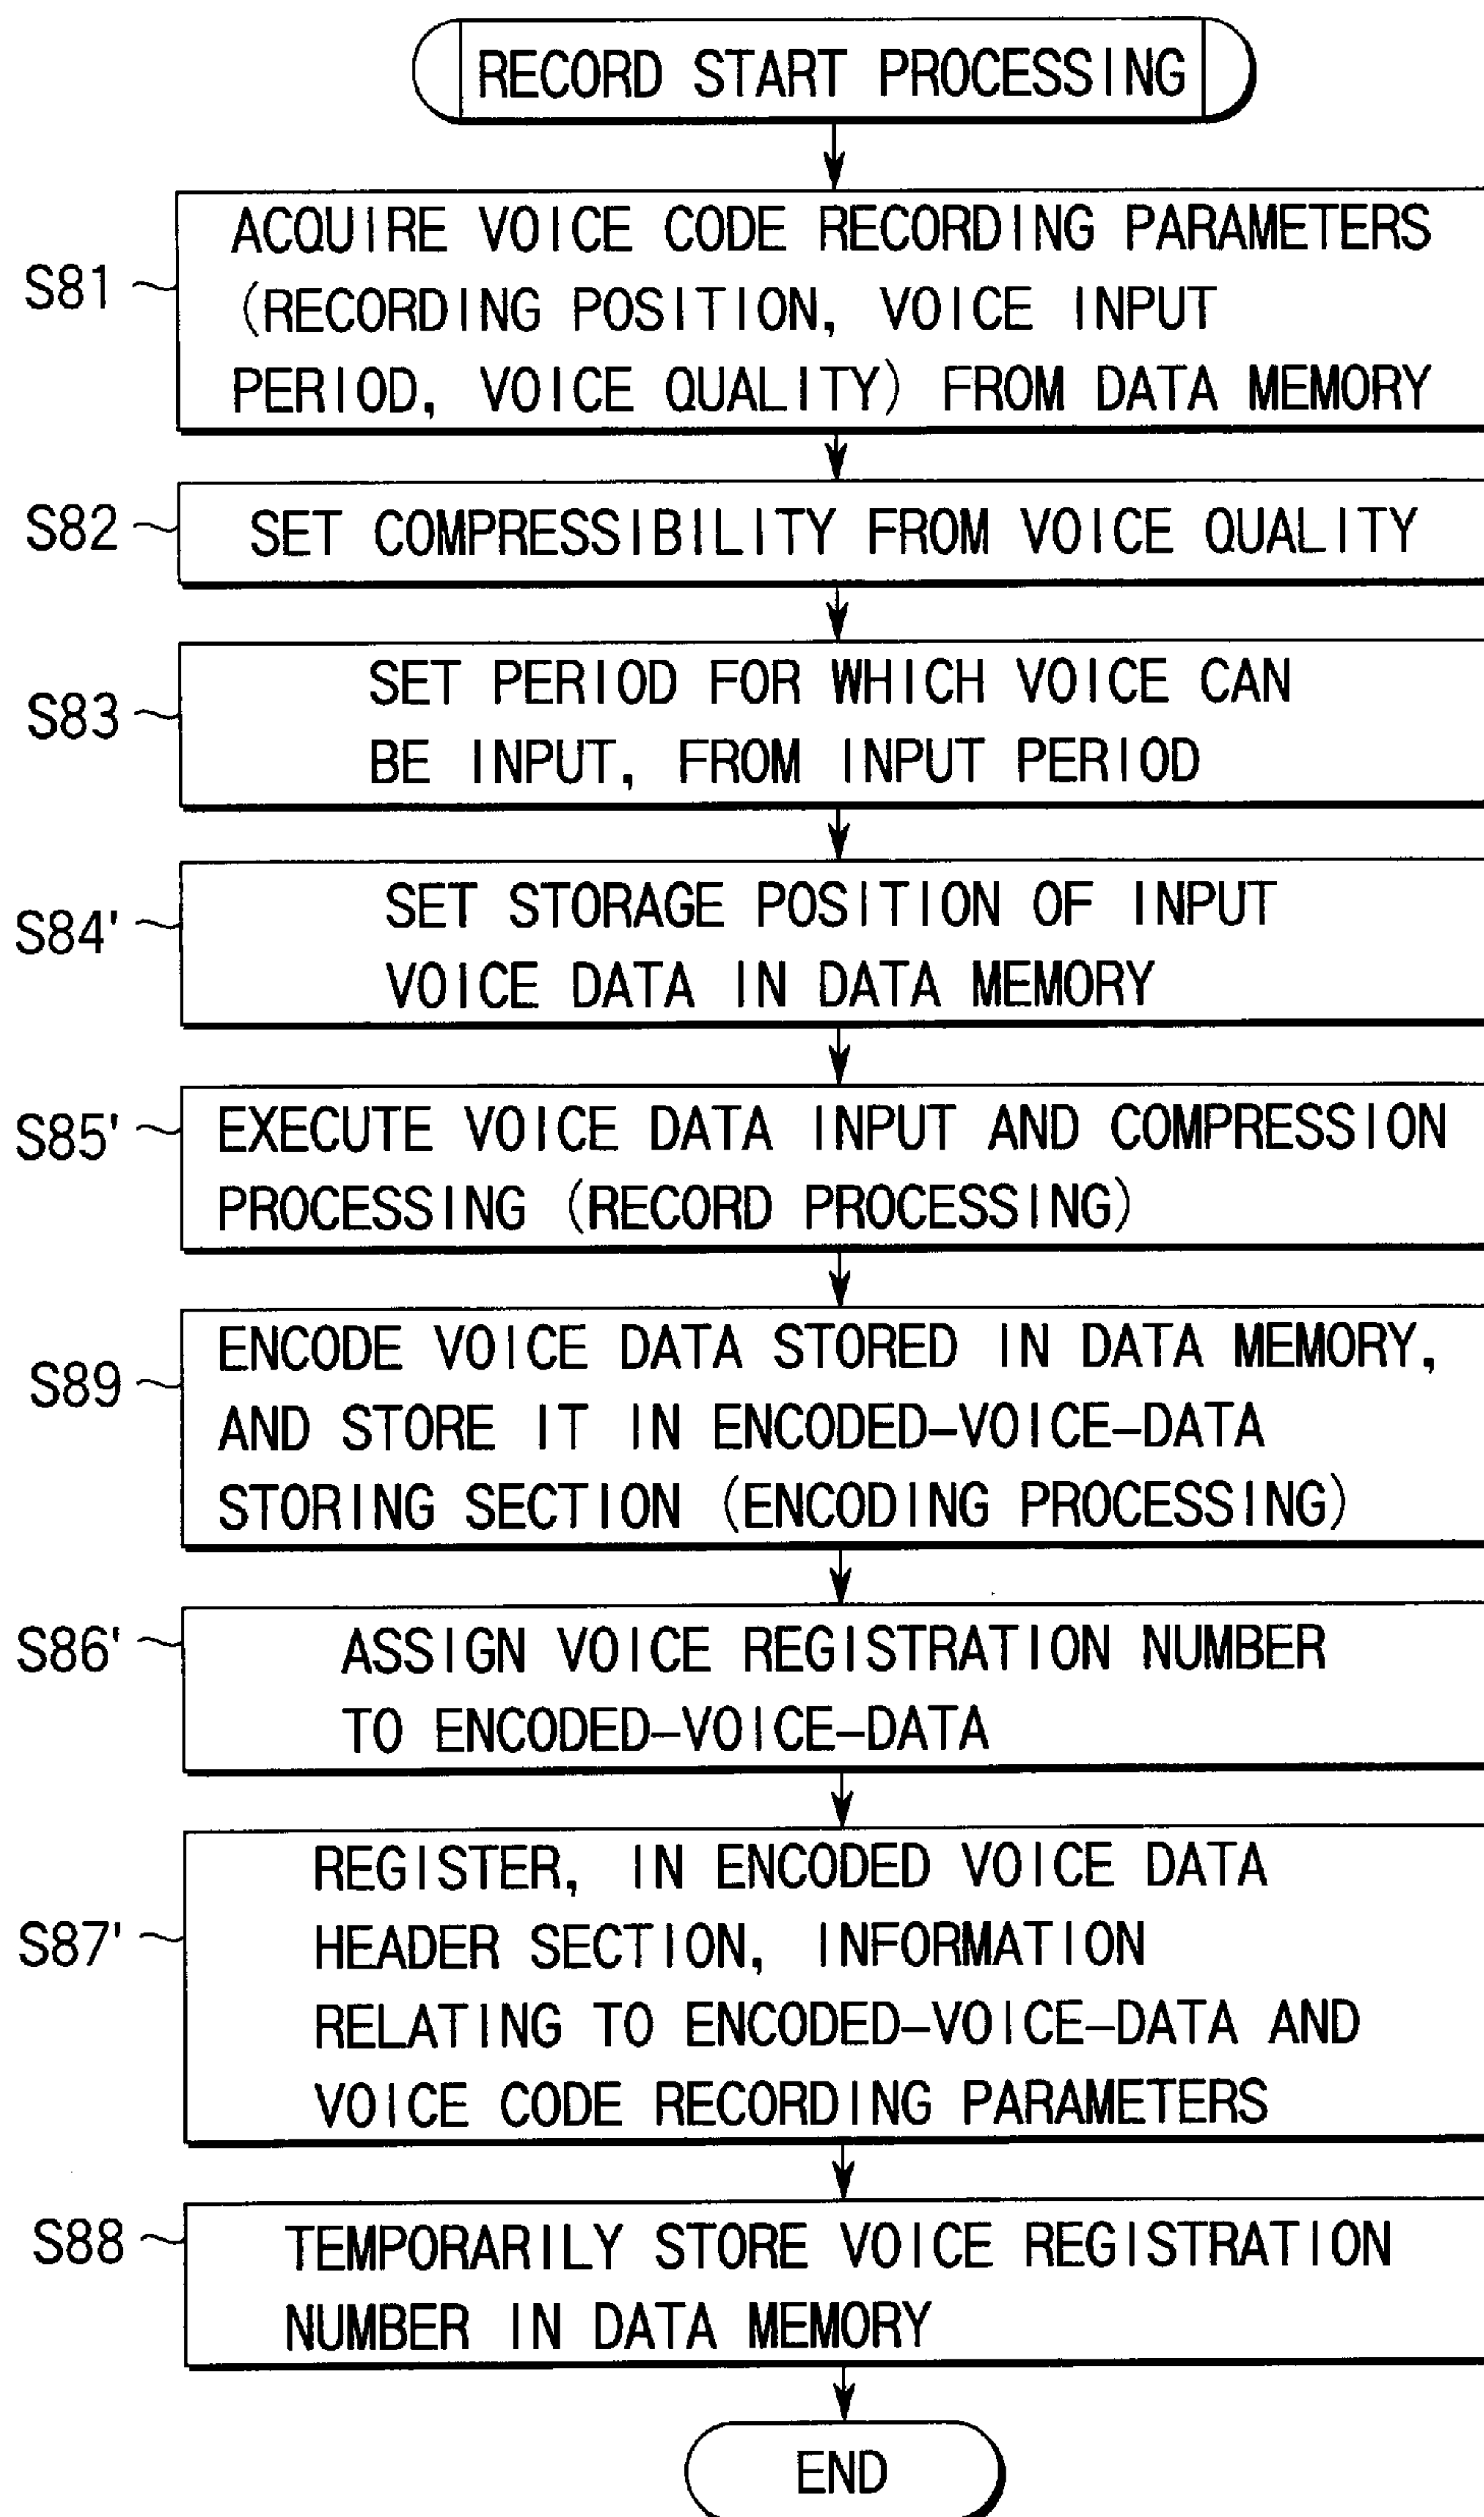 RECORD START PROCESSING
S81
ACQUIRE VOICE CODE RECORDING PARAMETERS
(RECORDING POSITION, VOICE INPUT
PERIOD, VOICE QUALITY) FROM DATA MEMORY
S82
SET COMPRESSIBILITY FROM VOICE QUALITY
S83
SET PERIOD FOR WHICH VOICE CAN
BE INPUT, FROM INPUT PERIOD
S84'
SET STORAGE POSITION OF INPUT
VOICE DATA IN DATA MEMORY
S85'
EXECUTE VOICE DATA INPUT AND COMPRESSION
PROCESSING (RECORD PROCESSING)
S89
ENCODE VOICE DATA STORED IN DATA MEMORY,
AND STORE IT IN ENCODED-VOICE-DATA
STORING SECTION (ENCODING PROCESSING)
S86'
ASSIGN VOICE REGISTRATION NUMBER
TO ENCODED-VOICE-DATA
S87'
REGISTER, IN ENCODED VOICE DATA
HEADER SECTION, INFORMATION
RELATING TO ENCODED-VOICE-DATA AND
VOICE CODE RECORDING PARAMETERS
S88
TEMPORARILY STORE VOICE REGISTRATION
NUMBER IN DATA MEMORY
END